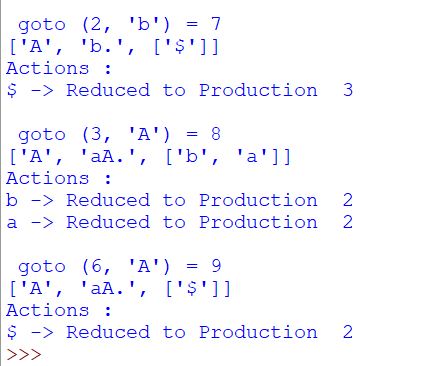 goto (2, 'b') = 7
['A', 'b.', ['$']]
Actions :
$ -> Reduced to Production  3
goto (3, 'A') = 8
['A', 'aA.', ['b', 'a']]
Actions :
b -> Reduced to Production  2
a -> Reduced to Production  2
goto (6, 'A') = 9
['A', 'aA.', ['$']]
Actions :
$ -> Reduced to Production  2
>>>